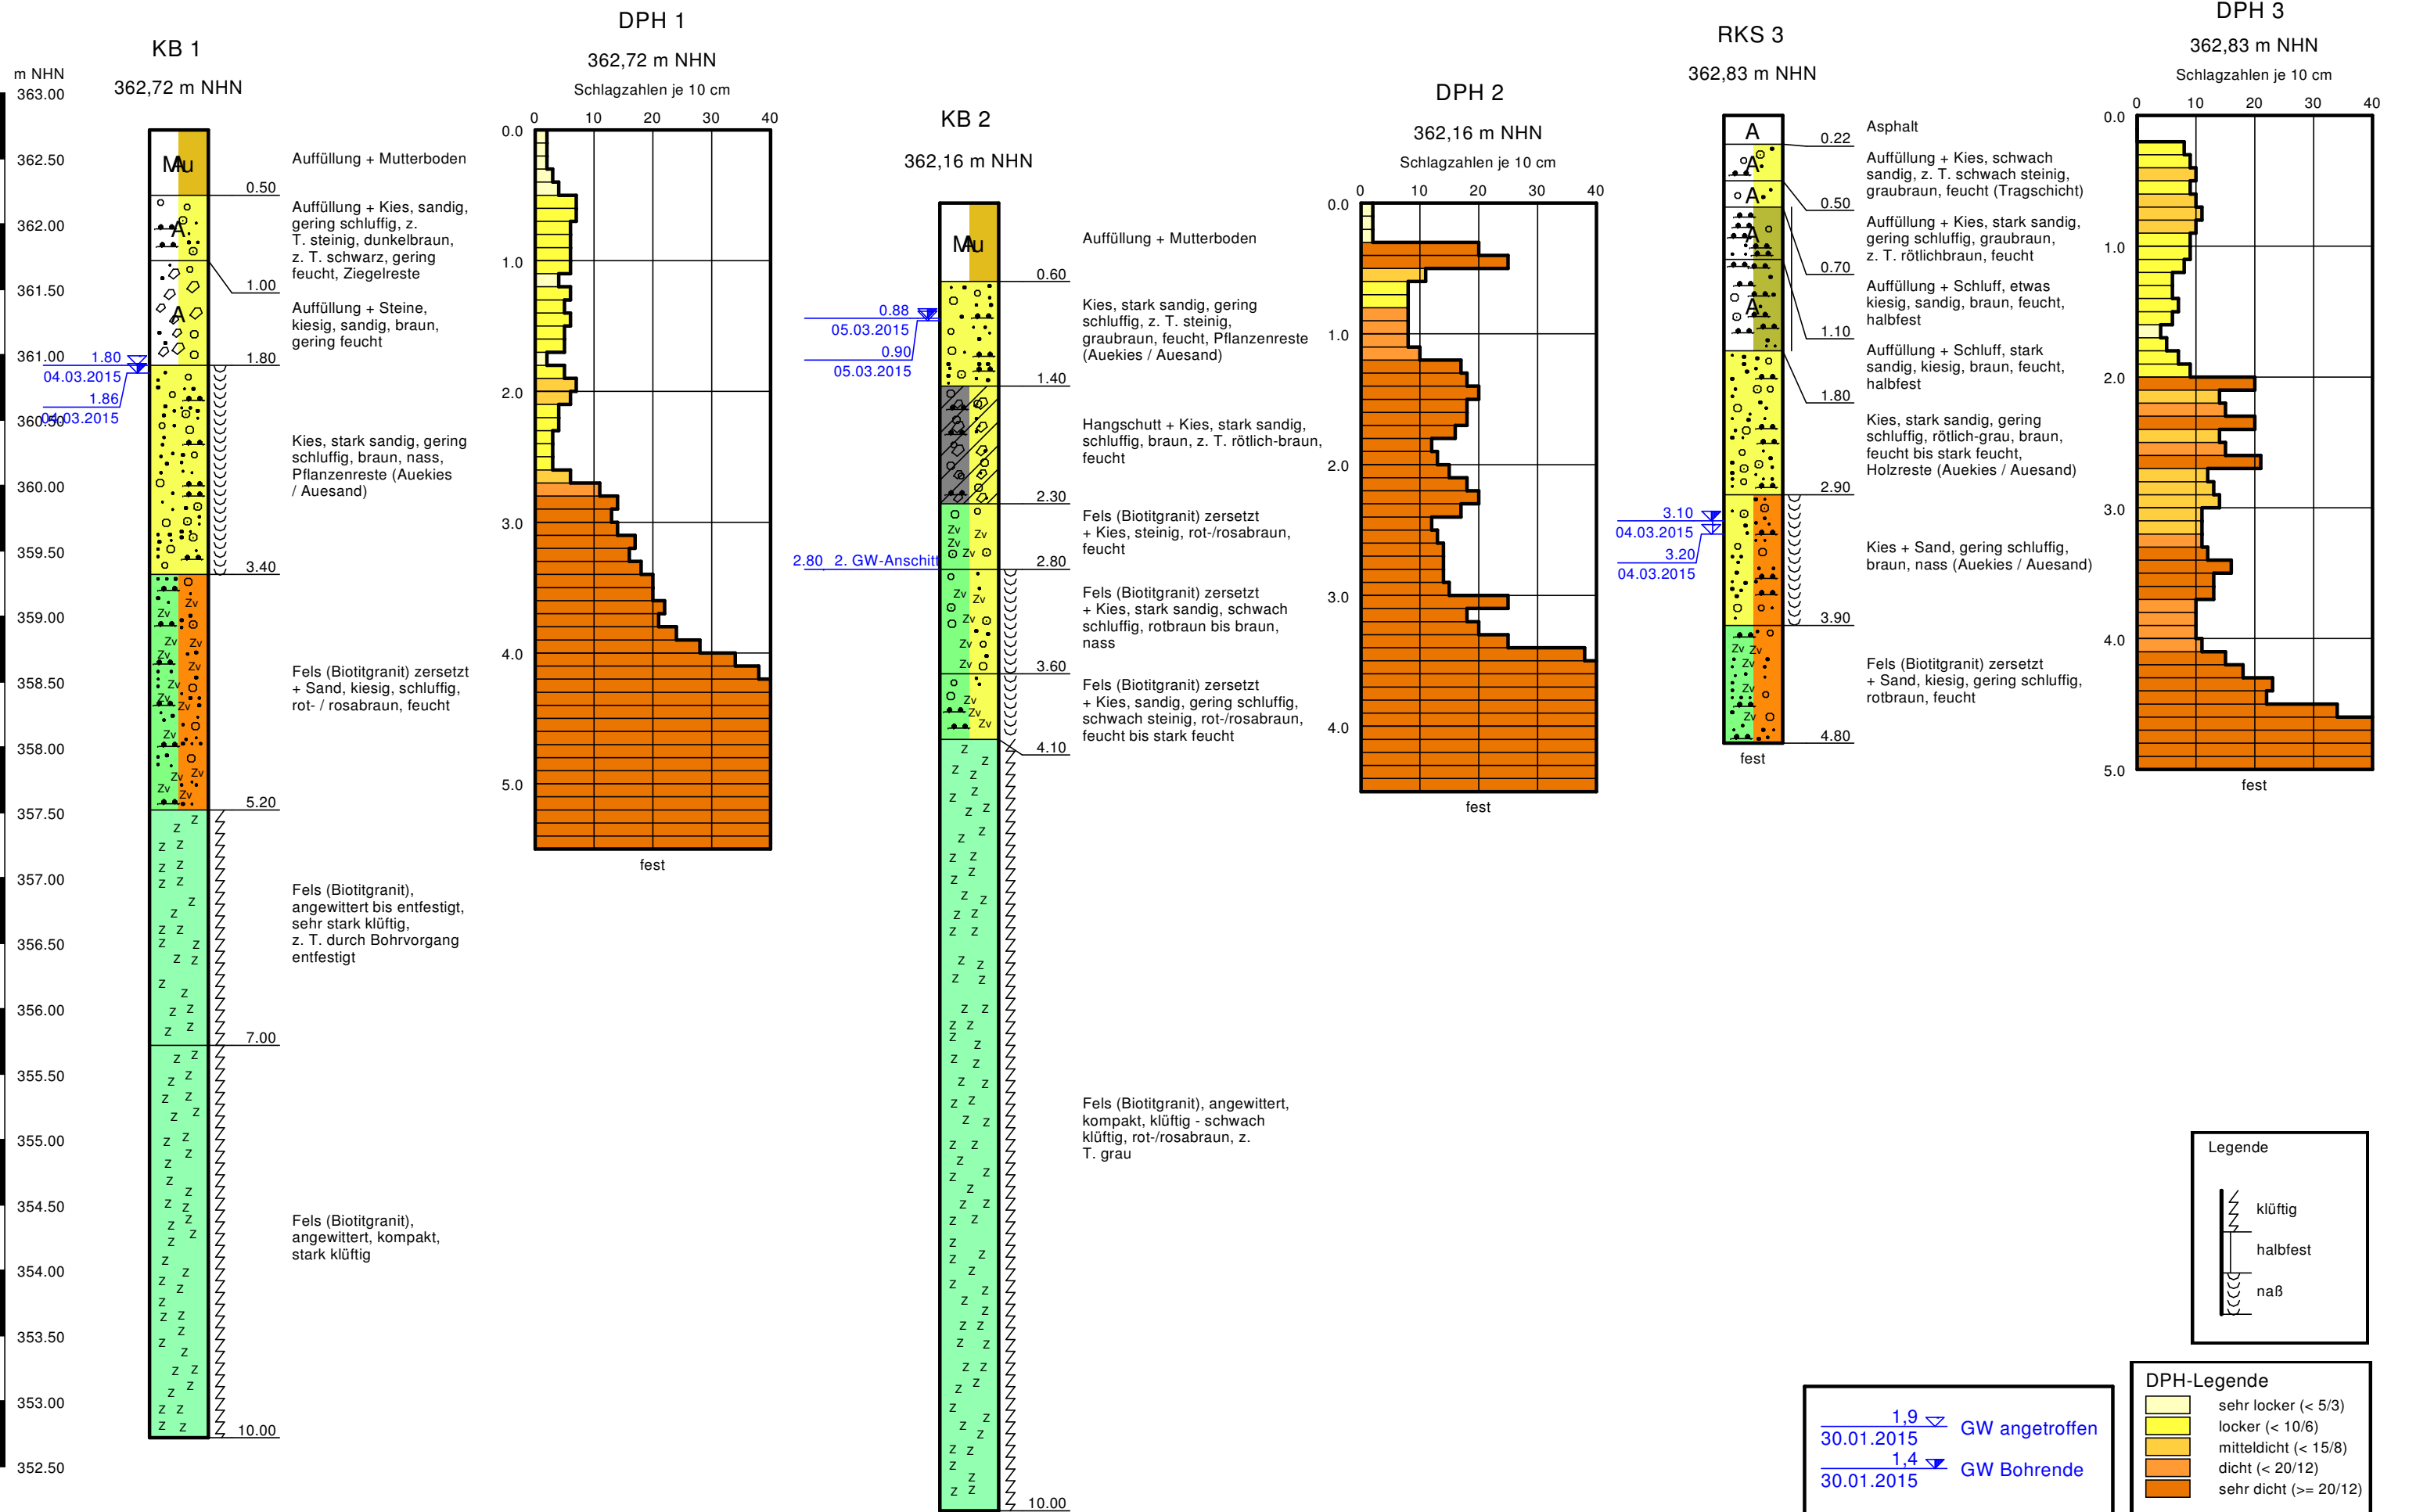 m NHN
363.00
362.50
362.00
361.50
361.00
360.50
360.00
359.50
359.00
358.50
358.00
357.50
357.00
356.50
356.00
355.50
355.00
354.50
354.00
353.50
353.00
352.50
KB 1
362,72 m NHN
Mu
A
A
A
0.50
1.00
1.80
3.40
5.20
7.00
10.00
1.80
04.03.2015
1.86
04.03.2015
Auffüllung + Mutterboden
Auffüllung + Kies, sandig,
gering schluffig, z.
T. steinig, dunkelbraun,
z. T. schwarz, gering
feucht, Ziegelreste
Auffüllung + Steine,
kiesig, sandig, braun,
gering feucht
Kies, stark sandig, gering
schluffig, braun, nass,
Pflanzenreste (Auekies
/ Auesand)
Fels (Biotitgranit) zersetzt
+ Sand, kiesig, schluffig,
rot- / rosabraun, feucht
Fels (Biotitgranit),
angewittert bis entfestigt,
sehr stark klüftig,
z. T. durch Bohrvorgang
entfestigt
Fels (Biotitgranit),
angewittert, kompakt,
stark klüftig
DPH 1
362,72 m NHN
Schlagzahlen je 10 cm
0 10 20 30 40
0.0
1.0
2.0
3.0
4.0
5.0
fest
KB 2
362,16 m NHN
Mu
A
0.60
1.40
2.30
2.80
3.60
4.10
10.00
0.88
05.03.2015
0.90
05.03.2015
2.80 2. GW-Anschitt
Auffüllung + Mutterboden
Kies, stark sandig, gering
schluffig, z. T. steinig,
graubraun, feucht, Pflanzenreste
(Auekies / Auesand)
Hangschutt + Kies, stark sandig,
schluffig, braun, z. T. rötlich-braun,
feucht
Fels (Biotitgranit) zersetzt
+ Kies, steinig, rot-/rosabraun,
feucht
Fels (Biotitgranit) zersetzt
+ Kies, stark sandig, schwach
schluffig, rotbraun bis braun,
nass
Fels (Biotitgranit) zersetzt
+ Kies, sandig, gering schluffig,
schwach steinig, rot-/rosabraun,
feucht bis stark feucht
Fels (Biotitgranit), angewittert,
kompakt, klüftig - schwach
klüftig, rot-/rosabraun, z.
T. grau
DPH 2
362,16 m NHN
Schlagzahlen je 10 cm
0 10 20 30 40
0.0
1.0
2.0
3.0
4.0
fest
RKS 3
362,83 m NHN
A
A
A
A
A
0.22
0.50
0.70
1.10
1.80
2.90
3.90
4.80
fest
3.10
04.03.2015
3.20
04.03.2015
Asphalt
Auffüllung + Kies, schwach
sandig, z. T. schwach steinig,
graubraun, feucht (Tragschicht)
Auffüllung + Kies, stark sandig,
gering schluffig, graubraun,
z. T. rötlichbraun, feucht
Auffüllung + Schluff, etwas
kiesig, sandig, braun, feucht,
halbfest
Auffüllung + Schluff, stark
sandig, kiesig, braun, feucht,
halbfest
Kies, stark sandig, gering
schluffig, rötlich-grau, braun,
feucht bis stark feucht,
Holzreste (Auekies / Auesand)
Kies + Sand, gering schluffig,
braun, nass (Auekies / Auesand)
Fels (Biotitgranit) zersetzt
+ Sand, kiesig, gering schluffig,
rotbraun, feucht
DPH 3
362,83 m NHN
Schlagzahlen je 10 cm
0 10 20 30 40
0.0
1.0
2.0
3.0
4.0
5.0
fest
Legende
klüftig
halbfest
naß
1,9
30.01.2015
GW angetroffen
1,4
30.01.2015
GW Bohrende
DPH-Legende
sehr locker (< 5/3)
locker (< 10/6)
mitteldicht (< 15/8)
dicht (< 20/12)
sehr dicht (>= 20/12)